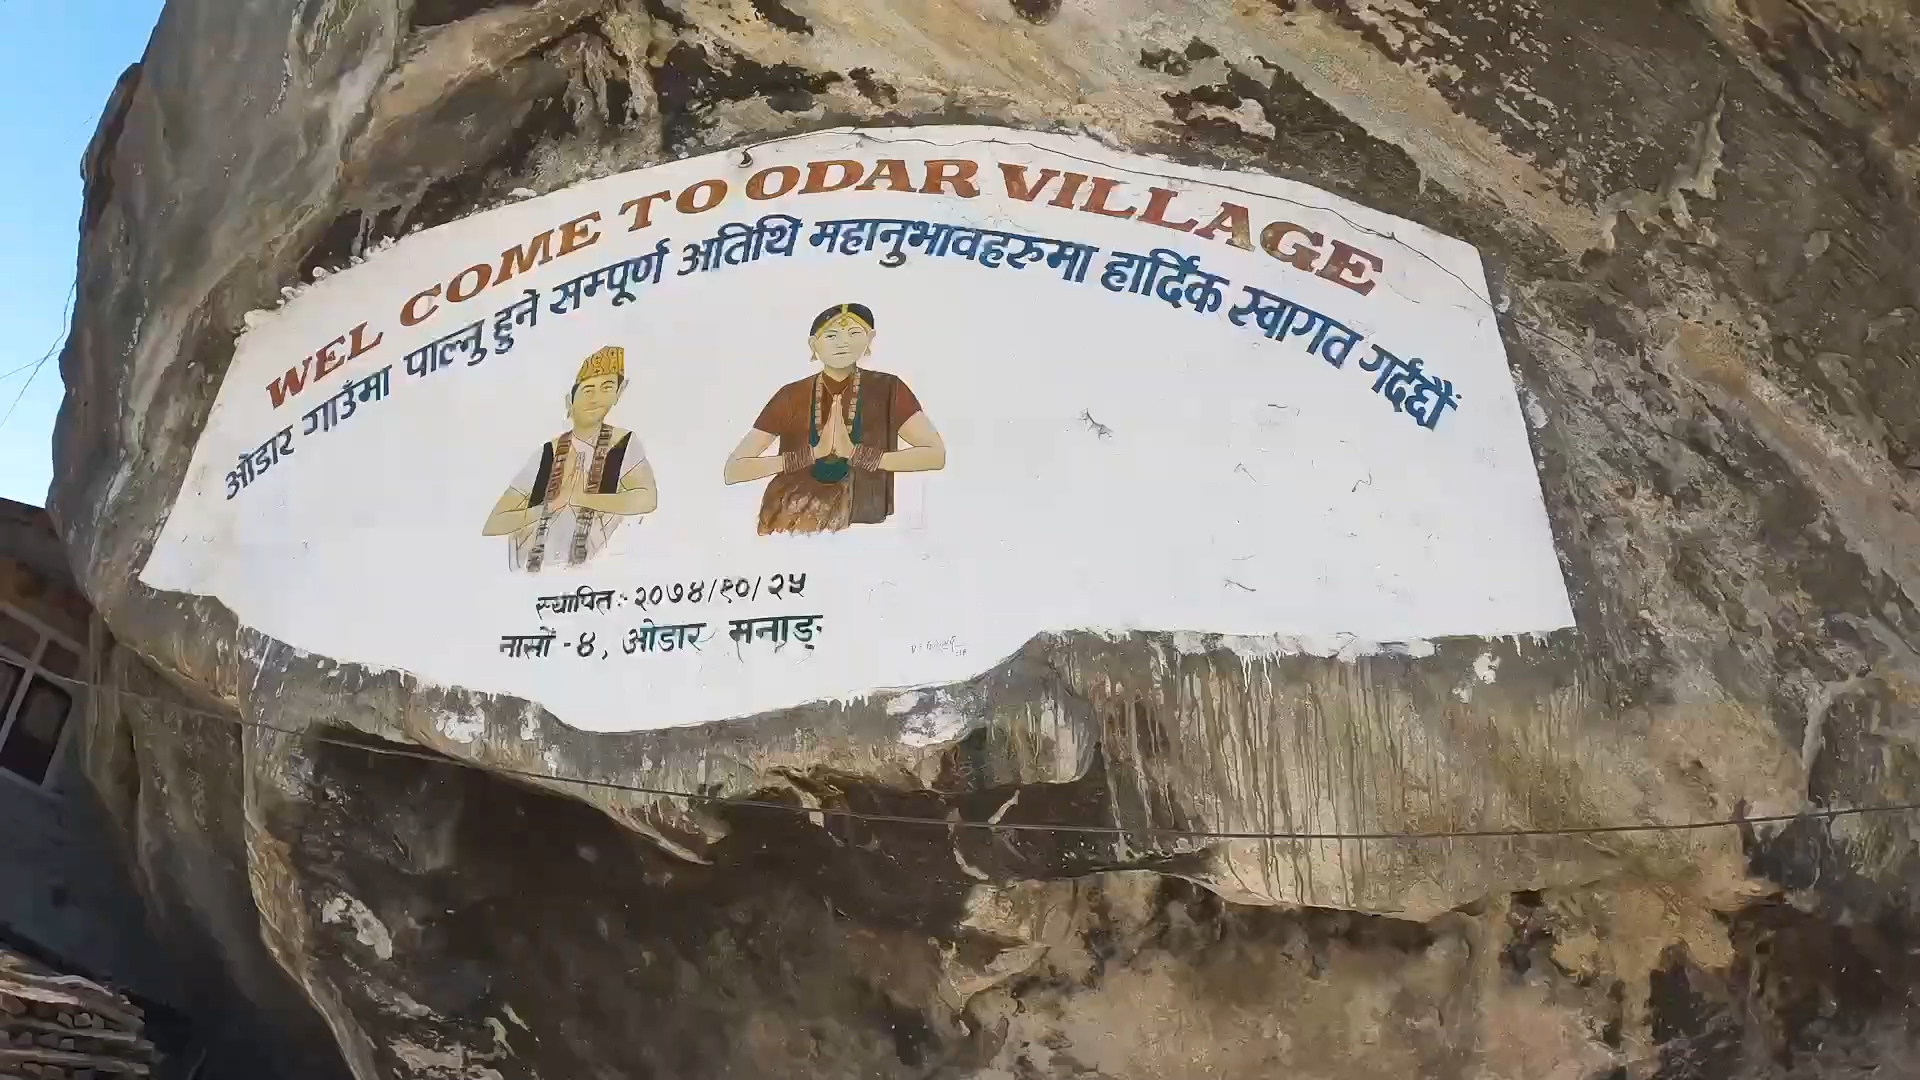 WEL COME TO ODAR VILLAGE
ओडार गाउँमा पाल्नु हुने सम्पूर्ण अतिथि महानुभावहरुमा हार्दिक स्वागत गर्दछौं
स्थापित :- २०७४/१०/२५
नासोँ -४, ओडार मनाङ्